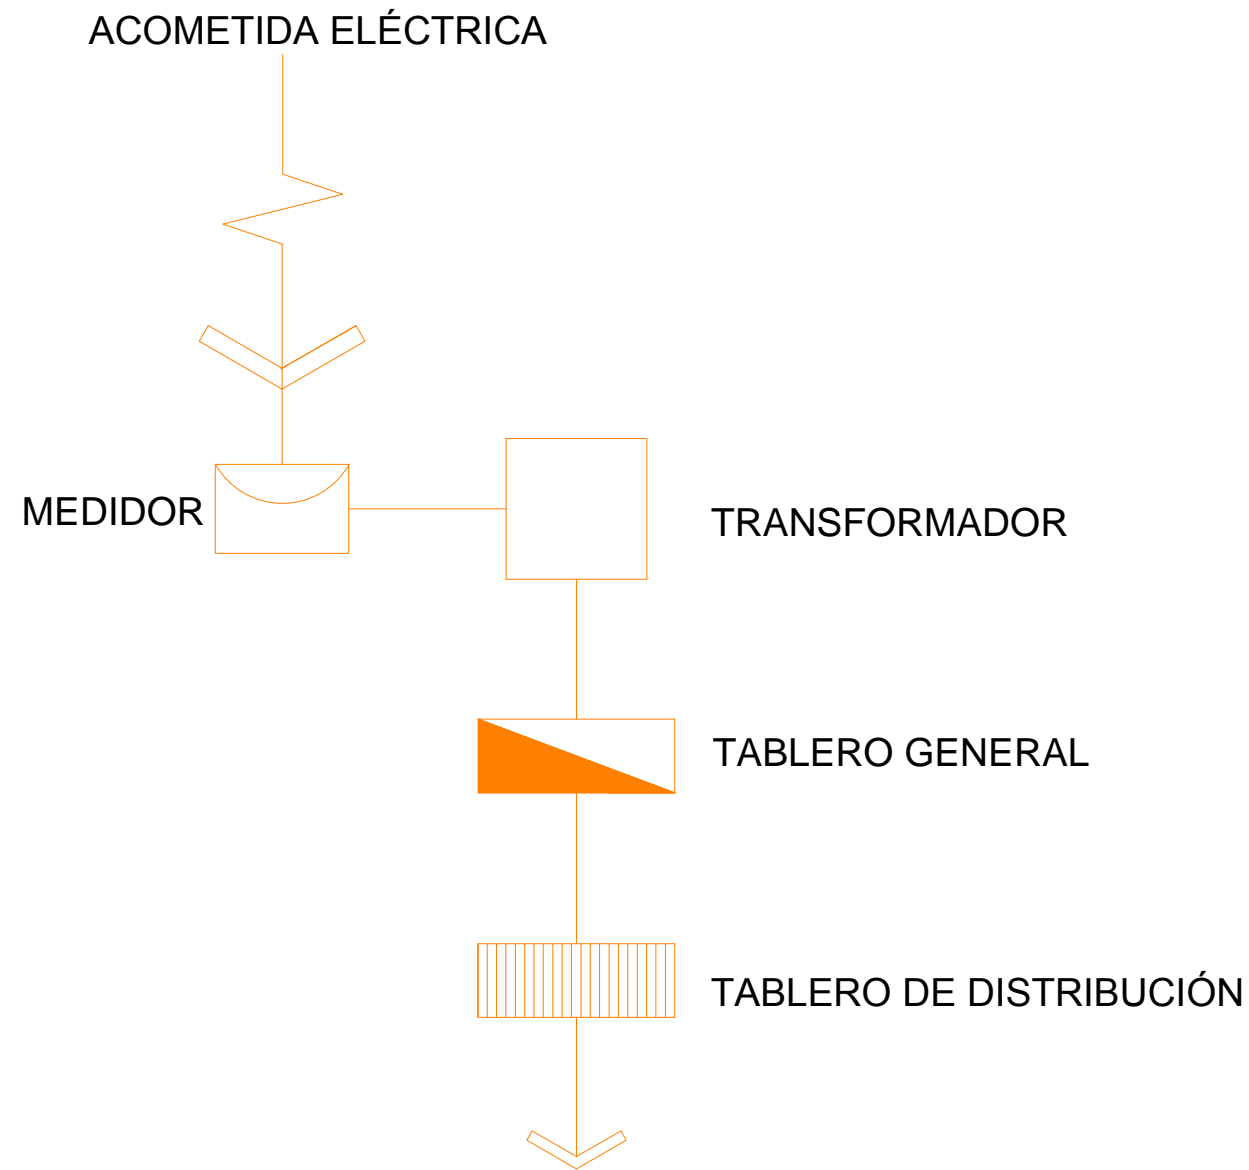 ACOMETIDA ELÉCTRICA
MEDIDOR
TRANSFORMADOR
TABLERO GENERAL
TABLERO DE DISTRIBUCIÓN